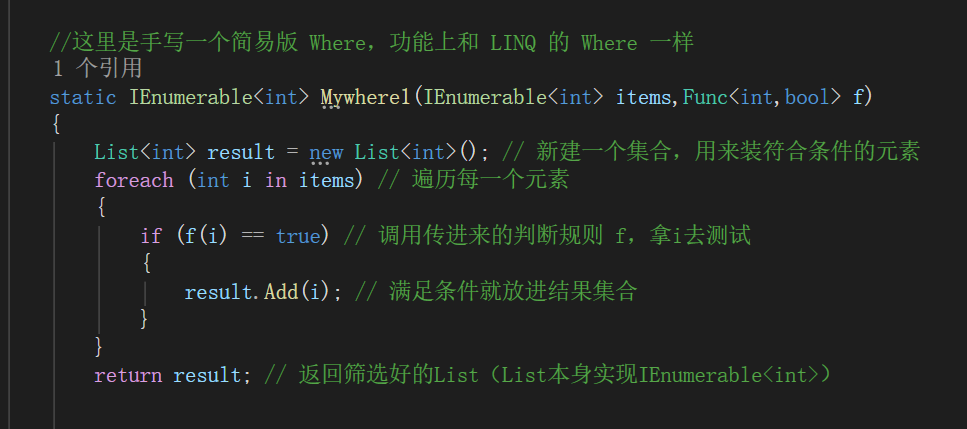 //这里是手写一个简易版 Where，功能上和 LINQ 的 Where 一样
1 个引用
static IEnumerable<int> Mywhere1(IEnumerable<int> items,Func<int,bool> f)
{
List<int> result = new List<int>(); // 新建一个集合，用来装符合条件的元素
foreach (int i in items) // 遍历每一个元素
{
if (f(i) == true) // 调用传进来的判断规则 f，拿i去测试
{
result.Add(i); // 满足条件就放进结果集合
}
}
return result; // 返回筛选好的List（List本身实现IEnumerable<int>）